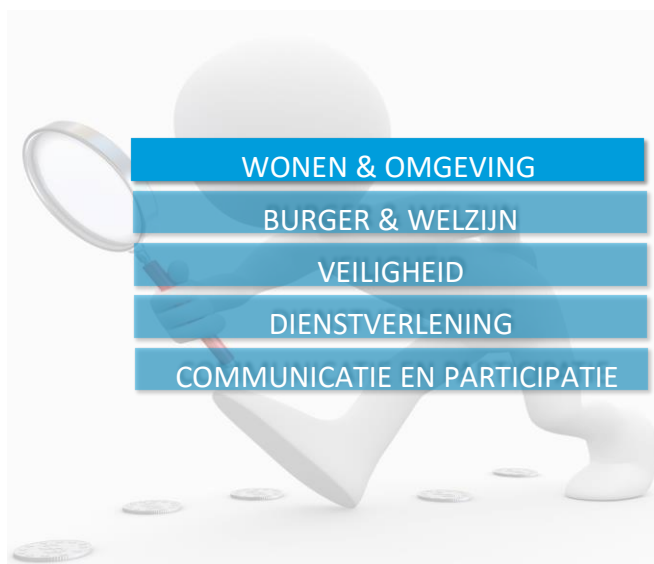 WONEN & OMGEVING
BURGER & WELZIJN
VEILIGHEID
DIENSTVERLENING
COMMUNICATIE EN PARTICIPATIE